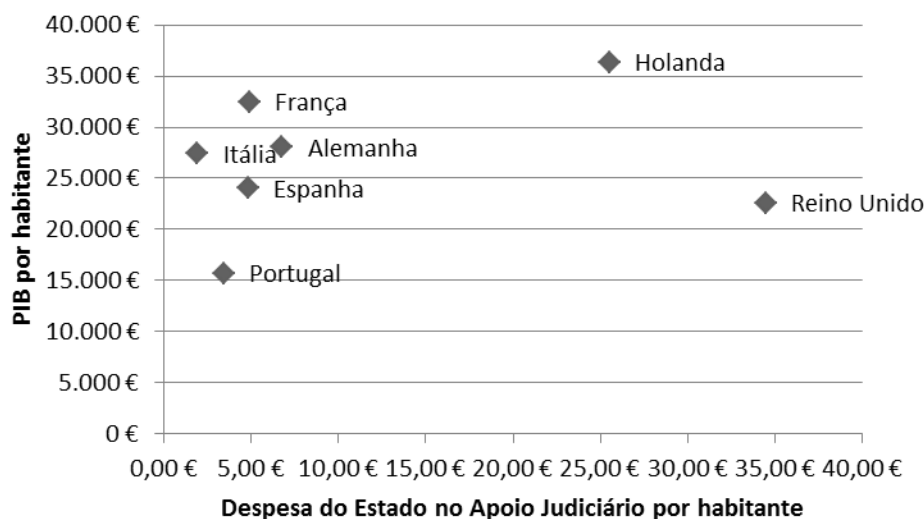 40.000 €
35.000 €
30.000 €
25.000 €
20.000 €
15.000 €
10.000 €
5.000 €
0 €
PIB por habitante
Holanda
França
Itália
Alemanha
Espanha
Reino Unido
Portugal
0,00 € 5,00 € 10,00 € 15,00 € 20,00 € 25,00 € 30,00 € 35,00 € 40,00 €
Despesa do Estado no Apoio Judiciário por habitante